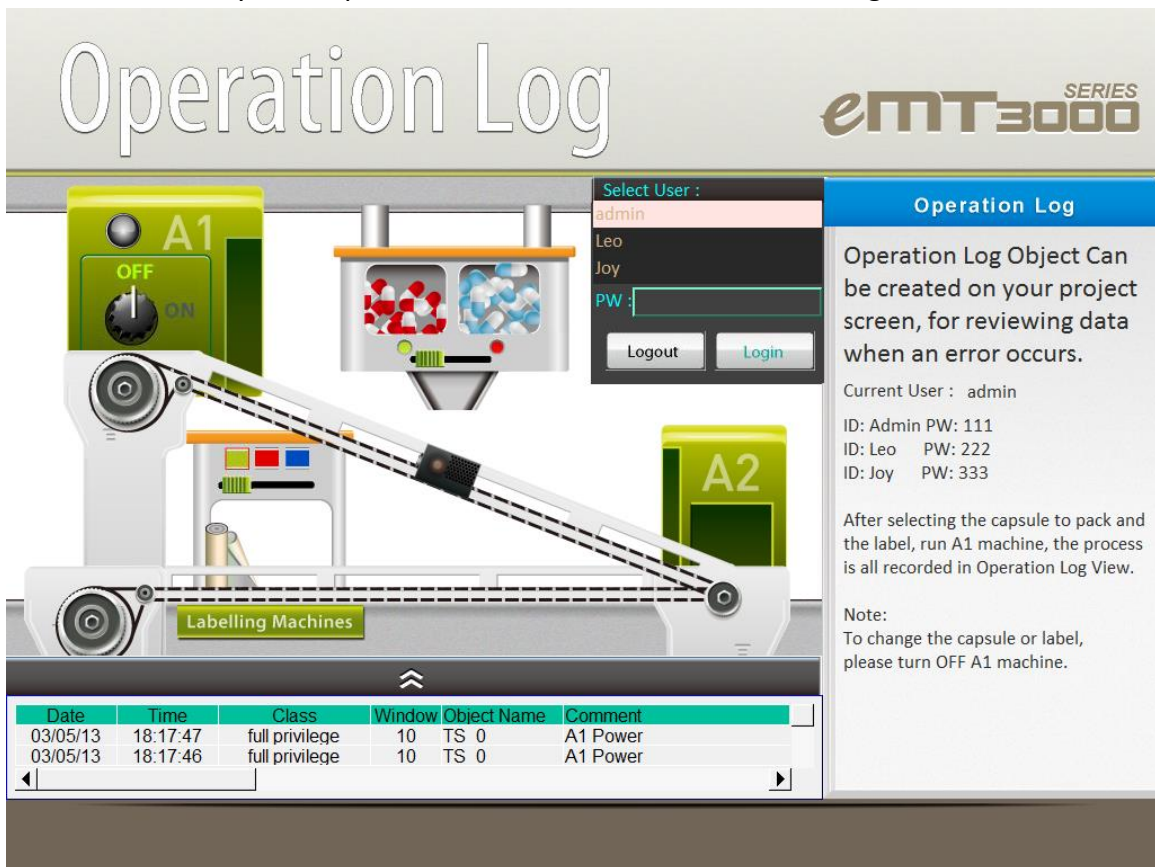 Operation Log
eMT3000
SERIES
Select User :
admin
Leo
Joy
PW :
Logout
Login
A1
OFF
ON
A2
Labelling Machines
Operation Log
Operation Log Object Can
be created on your project
screen, for reviewing data
when an error occurs.
Current User : admin
ID: Admin PW: 111
ID: Leo PW: 222
ID: Joy PW: 333
After selecting the capsule to pack and
the label, run A1 machine, the process
is all recorded in Operation Log View.
Note:
To change the capsule or label,
please turn OFF A1 machine.
Date Time Class Window Object Name Comment
03/05/13 18:17:47 full privilege 10 TS 0 A1 Power
03/05/13 18:17:46 full privilege 10 TS 0 A1 Power